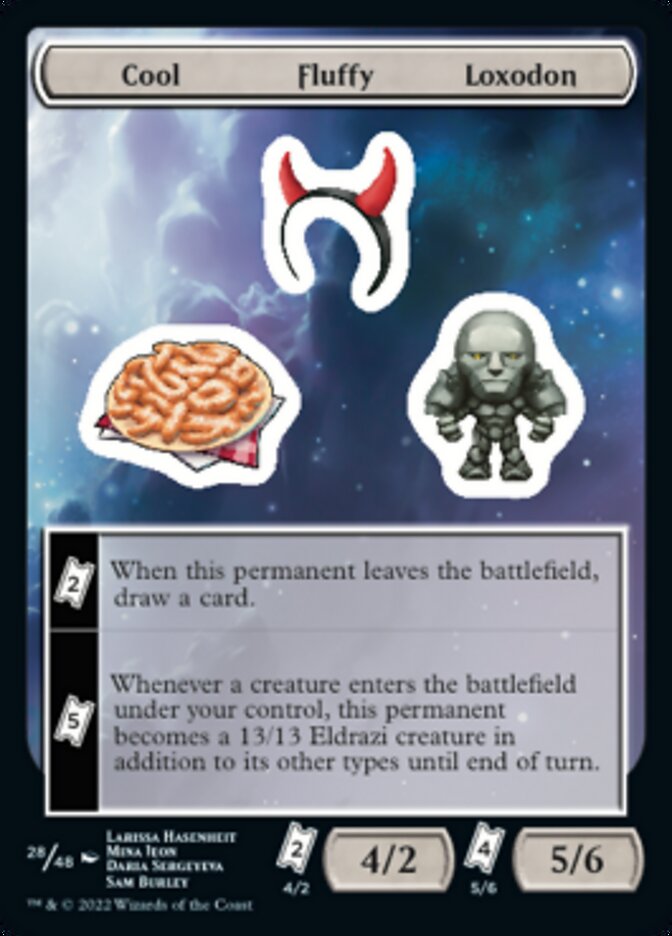 Cool Fluffy Loxodon
2 When this permanent leaves the battlefield,
draw a card.
5 Whenever a creature enters the battlefield
under your control, this permanent
becomes a 13/13 Eldrazi creature in
addition to its other types until end of turn.
28/48
Larissa Hasenheit
Mina Jeon
Daria Sergeyeva
Sam Burley
2 4/2 4/2
4 5/6 5/6
™ & © 2022 Wizards of the Coast